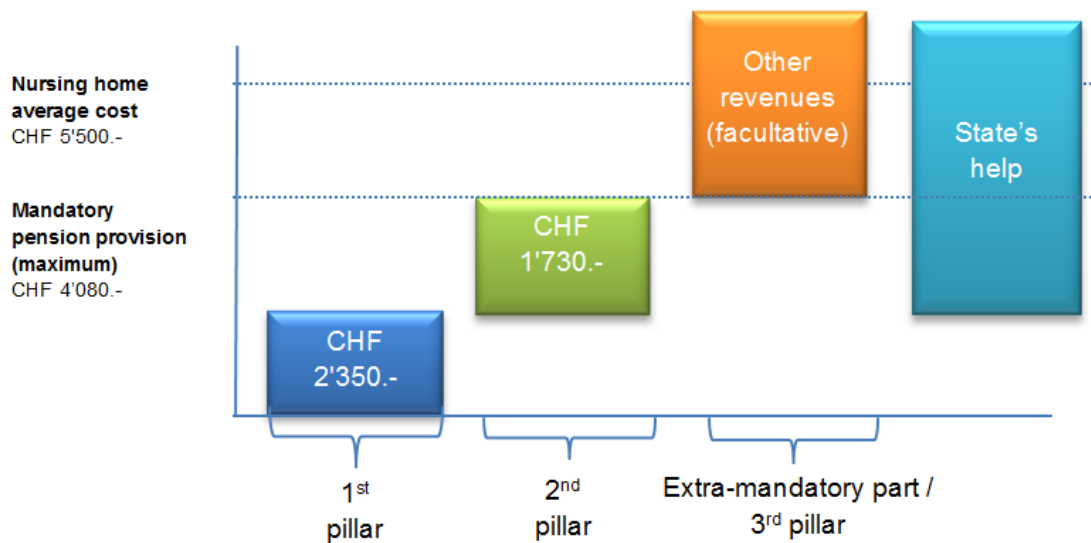 Nursing home
average cost
CHF 5'500.-
Mandatory
pension provision
(maximum)
CHF 4'080.-
CHF
2'350.-
CHF
1'730.-
Other
revenues
(facultative)
State's
help
1st
pillar
2nd
pillar
Extra-mandatory part /
3rd pillar